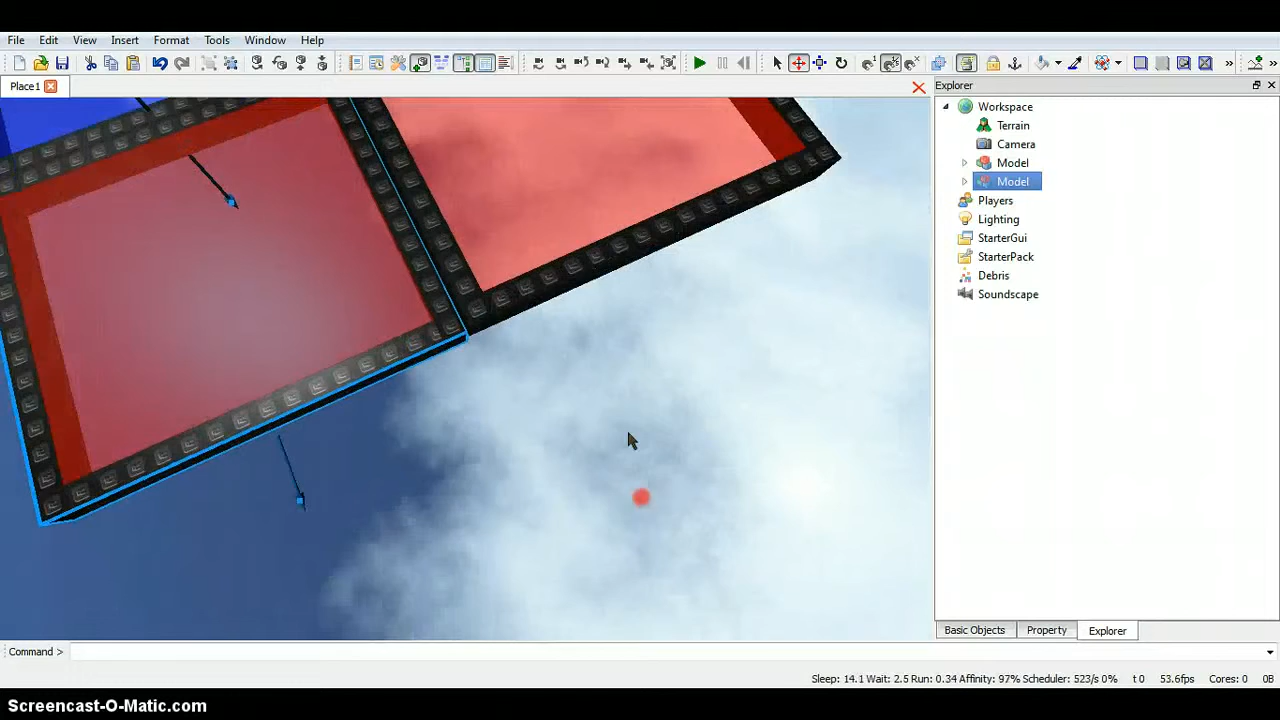 File Edit View Insert Format Tools Window Help
Place1
Explorer
Workspace
Terrain
Camera
Model
Model
Players
Lighting
StarterGui
StarterPack
Debris
Soundscape
Basic Objects Property Explorer
Command >
Sleep: 14.1 Wait: 2.5 Run: 0.34 Affinity: 97% Scheduler: 523/s 0% t 0 53.6fps Cores: 0 0B
Screencast-O-Matic.com